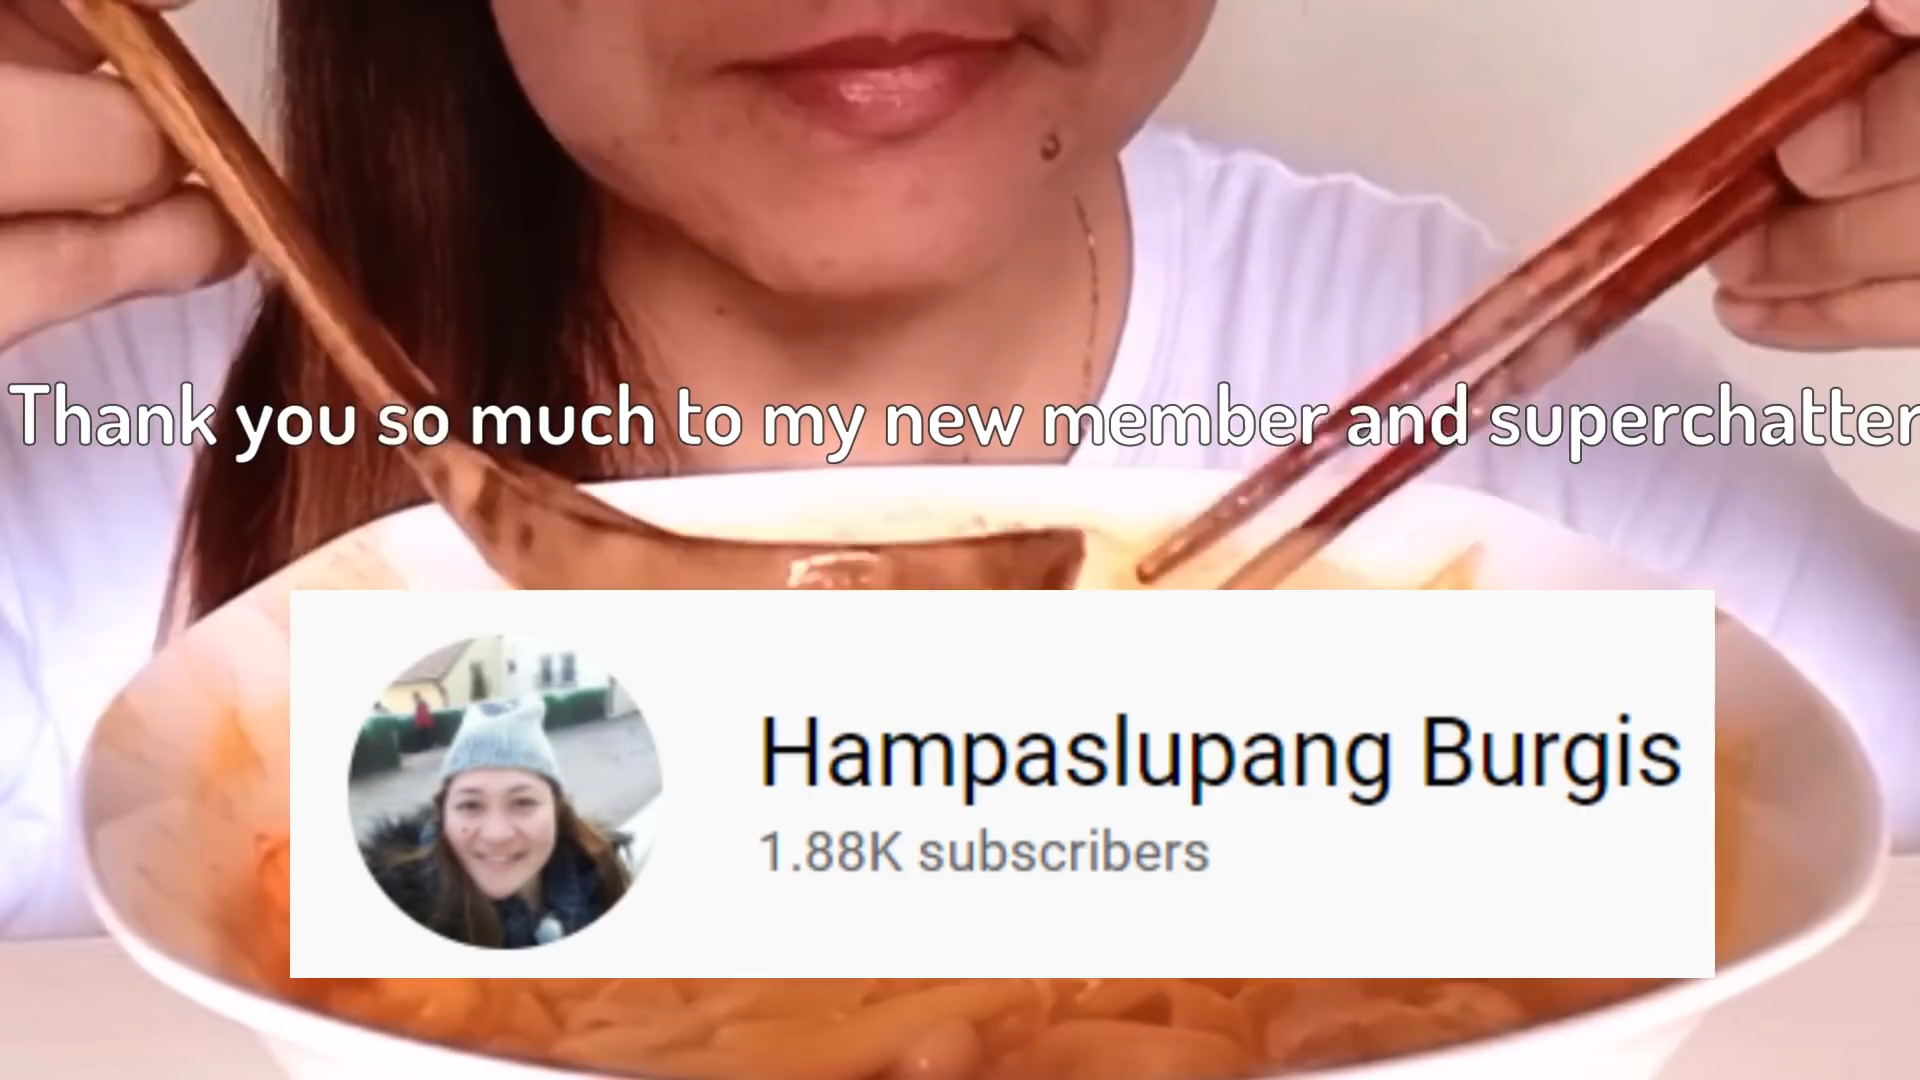 Thank you so much to my new member and superchatter
Hampaslupang Burgis
1.88K subscribers